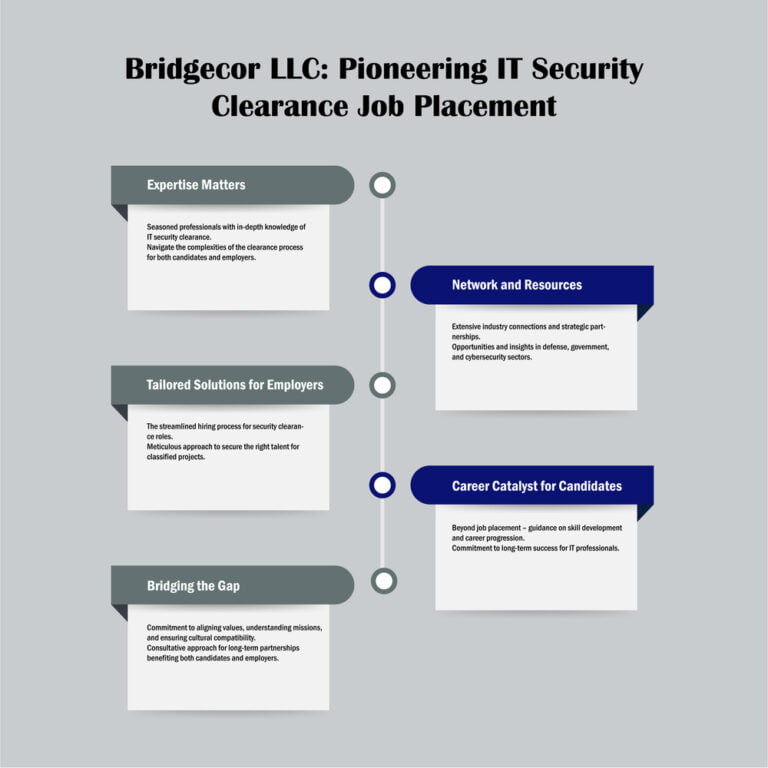 Bridgecor LLC: Pioneering IT Security
Clearance Job Placement
Expertise Matters
Seasoned professionals with in-depth knowledge of
IT security clearance.
Navigate the complexities of the clearance process
for both candidates and employers.
Network and Resources
Extensive industry connections and strategic part-
nerships.
Opportunities and insights in defense, government,
and cybersecurity sectors.
Tailored Solutions for Employers
The streamlined hiring process for security clearan-
ce roles.
Meticulous approach to secure the right talent for
classified projects.
Career Catalyst for Candidates
Beyond job placement – guidance on skill development
and career progression.
Commitment to long-term success for IT professionals.
Bridging the Gap
Commitment to aligning values, understanding missions,
and ensuring cultural compatibility.
Consultative approach for long-term partnerships
benefiting both candidates and employers.